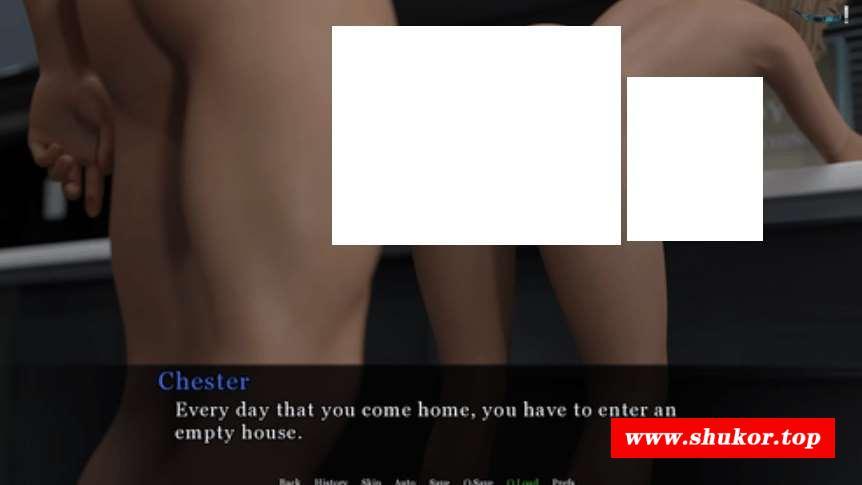 Chester
Every day that you come home, you have to enter an
empty house.
www.shukor.top
Back History Skip Auto Save Q.Save Q.Load Prefs